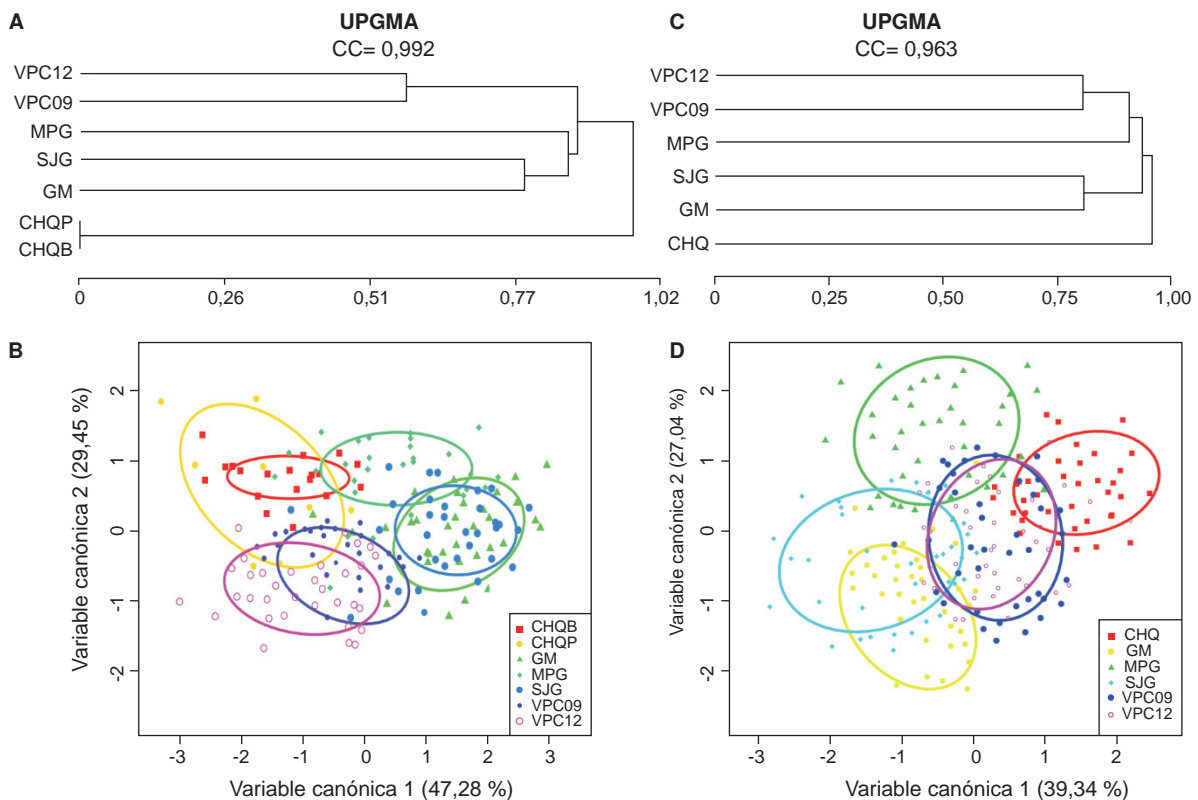 A
UPGMA
CC= 0,992
VPC12
VPC09
MPG
SJG
GM
CHQP
CHQB
0 0,26 0,51 0,77 1,02
C
UPGMA
CC= 0,963
VPC12
VPC09
MPG
SJG
GM
CHQ
0 0,25 0,50 0,75 1,00
B
Variable canónica 2 (29,45 %)
2
1
0
-1
-2
CHQB
CHQP
GM
MPG
SJG
VPC09
VPC12
-3 -2 -1 0 1 2 3
Variable canónica 1 (47,28 %)
D
Variable canónica 2 (27,04 %)
2
1
0
-1
-2
CHQ
GM
MPG
SJG
VPC09
VPC12
-3 -2 -1 0 1 2
Variable canónica 1 (39,34 %)